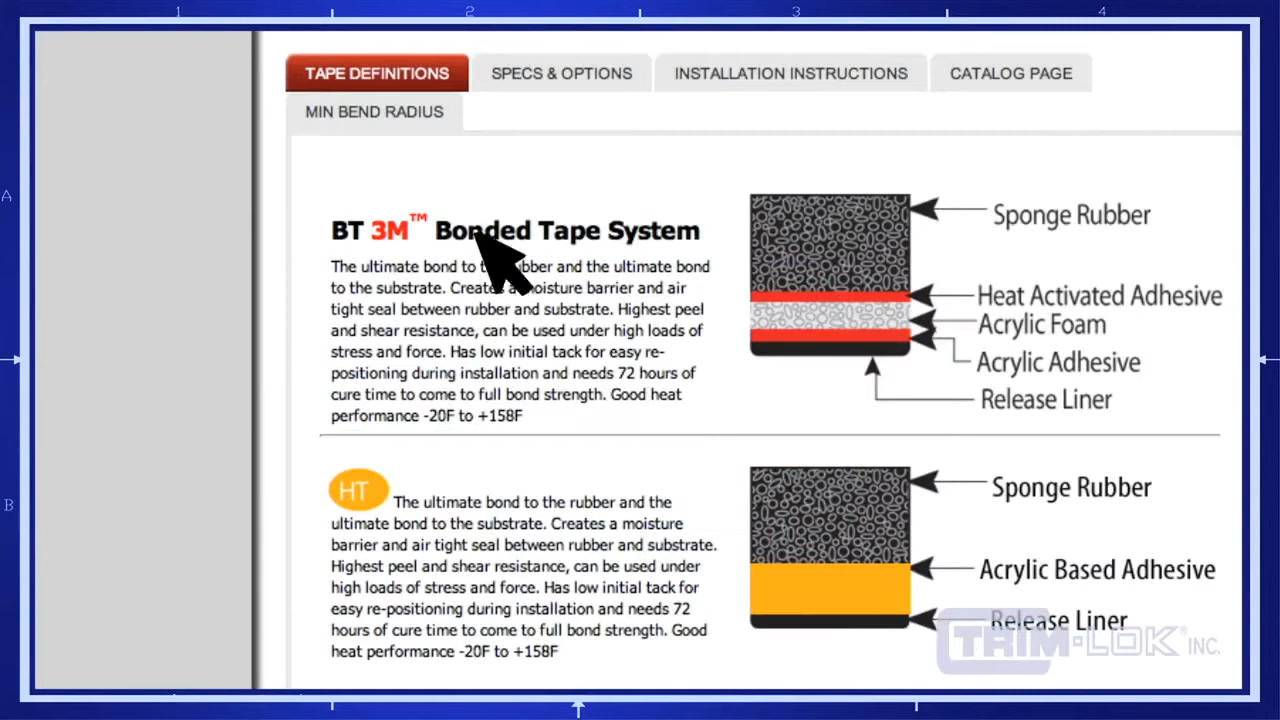 1 2 3 4
A
B
TAPE DEFINITIONS SPECS & OPTIONS INSTALLATION INSTRUCTIONS CATALOG PAGE
MIN BEND RADIUS
BT 3M™ Bonded Tape System
The ultimate bond to the rubber and the ultimate bond
to the substrate. Creates a moisture barrier and air
tight seal between rubber and substrate. Highest peel
and shear resistance, can be used under high loads of
stress and force. Has low initial tack for easy re-
positioning during installation and needs 72 hours of
cure time to come to full bond strength. Good heat
performance -20F to +158F
Sponge Rubber
Heat Activated Adhesive
Acrylic Foam
Acrylic Adhesive
Release Liner
HT The ultimate bond to the rubber and the
ultimate bond to the substrate. Creates a moisture
barrier and air tight seal between rubber and substrate.
Highest peel and shear resistance, can be used under
high loads of stress and force. Has low initial tack for
easy re-positioning during installation and needs 72
hours of cure time to come to full bond strength. Good
heat performance -20F to +158F
Sponge Rubber
Acrylic Based Adhesive
Release Liner
TRIM-LOK® INC.